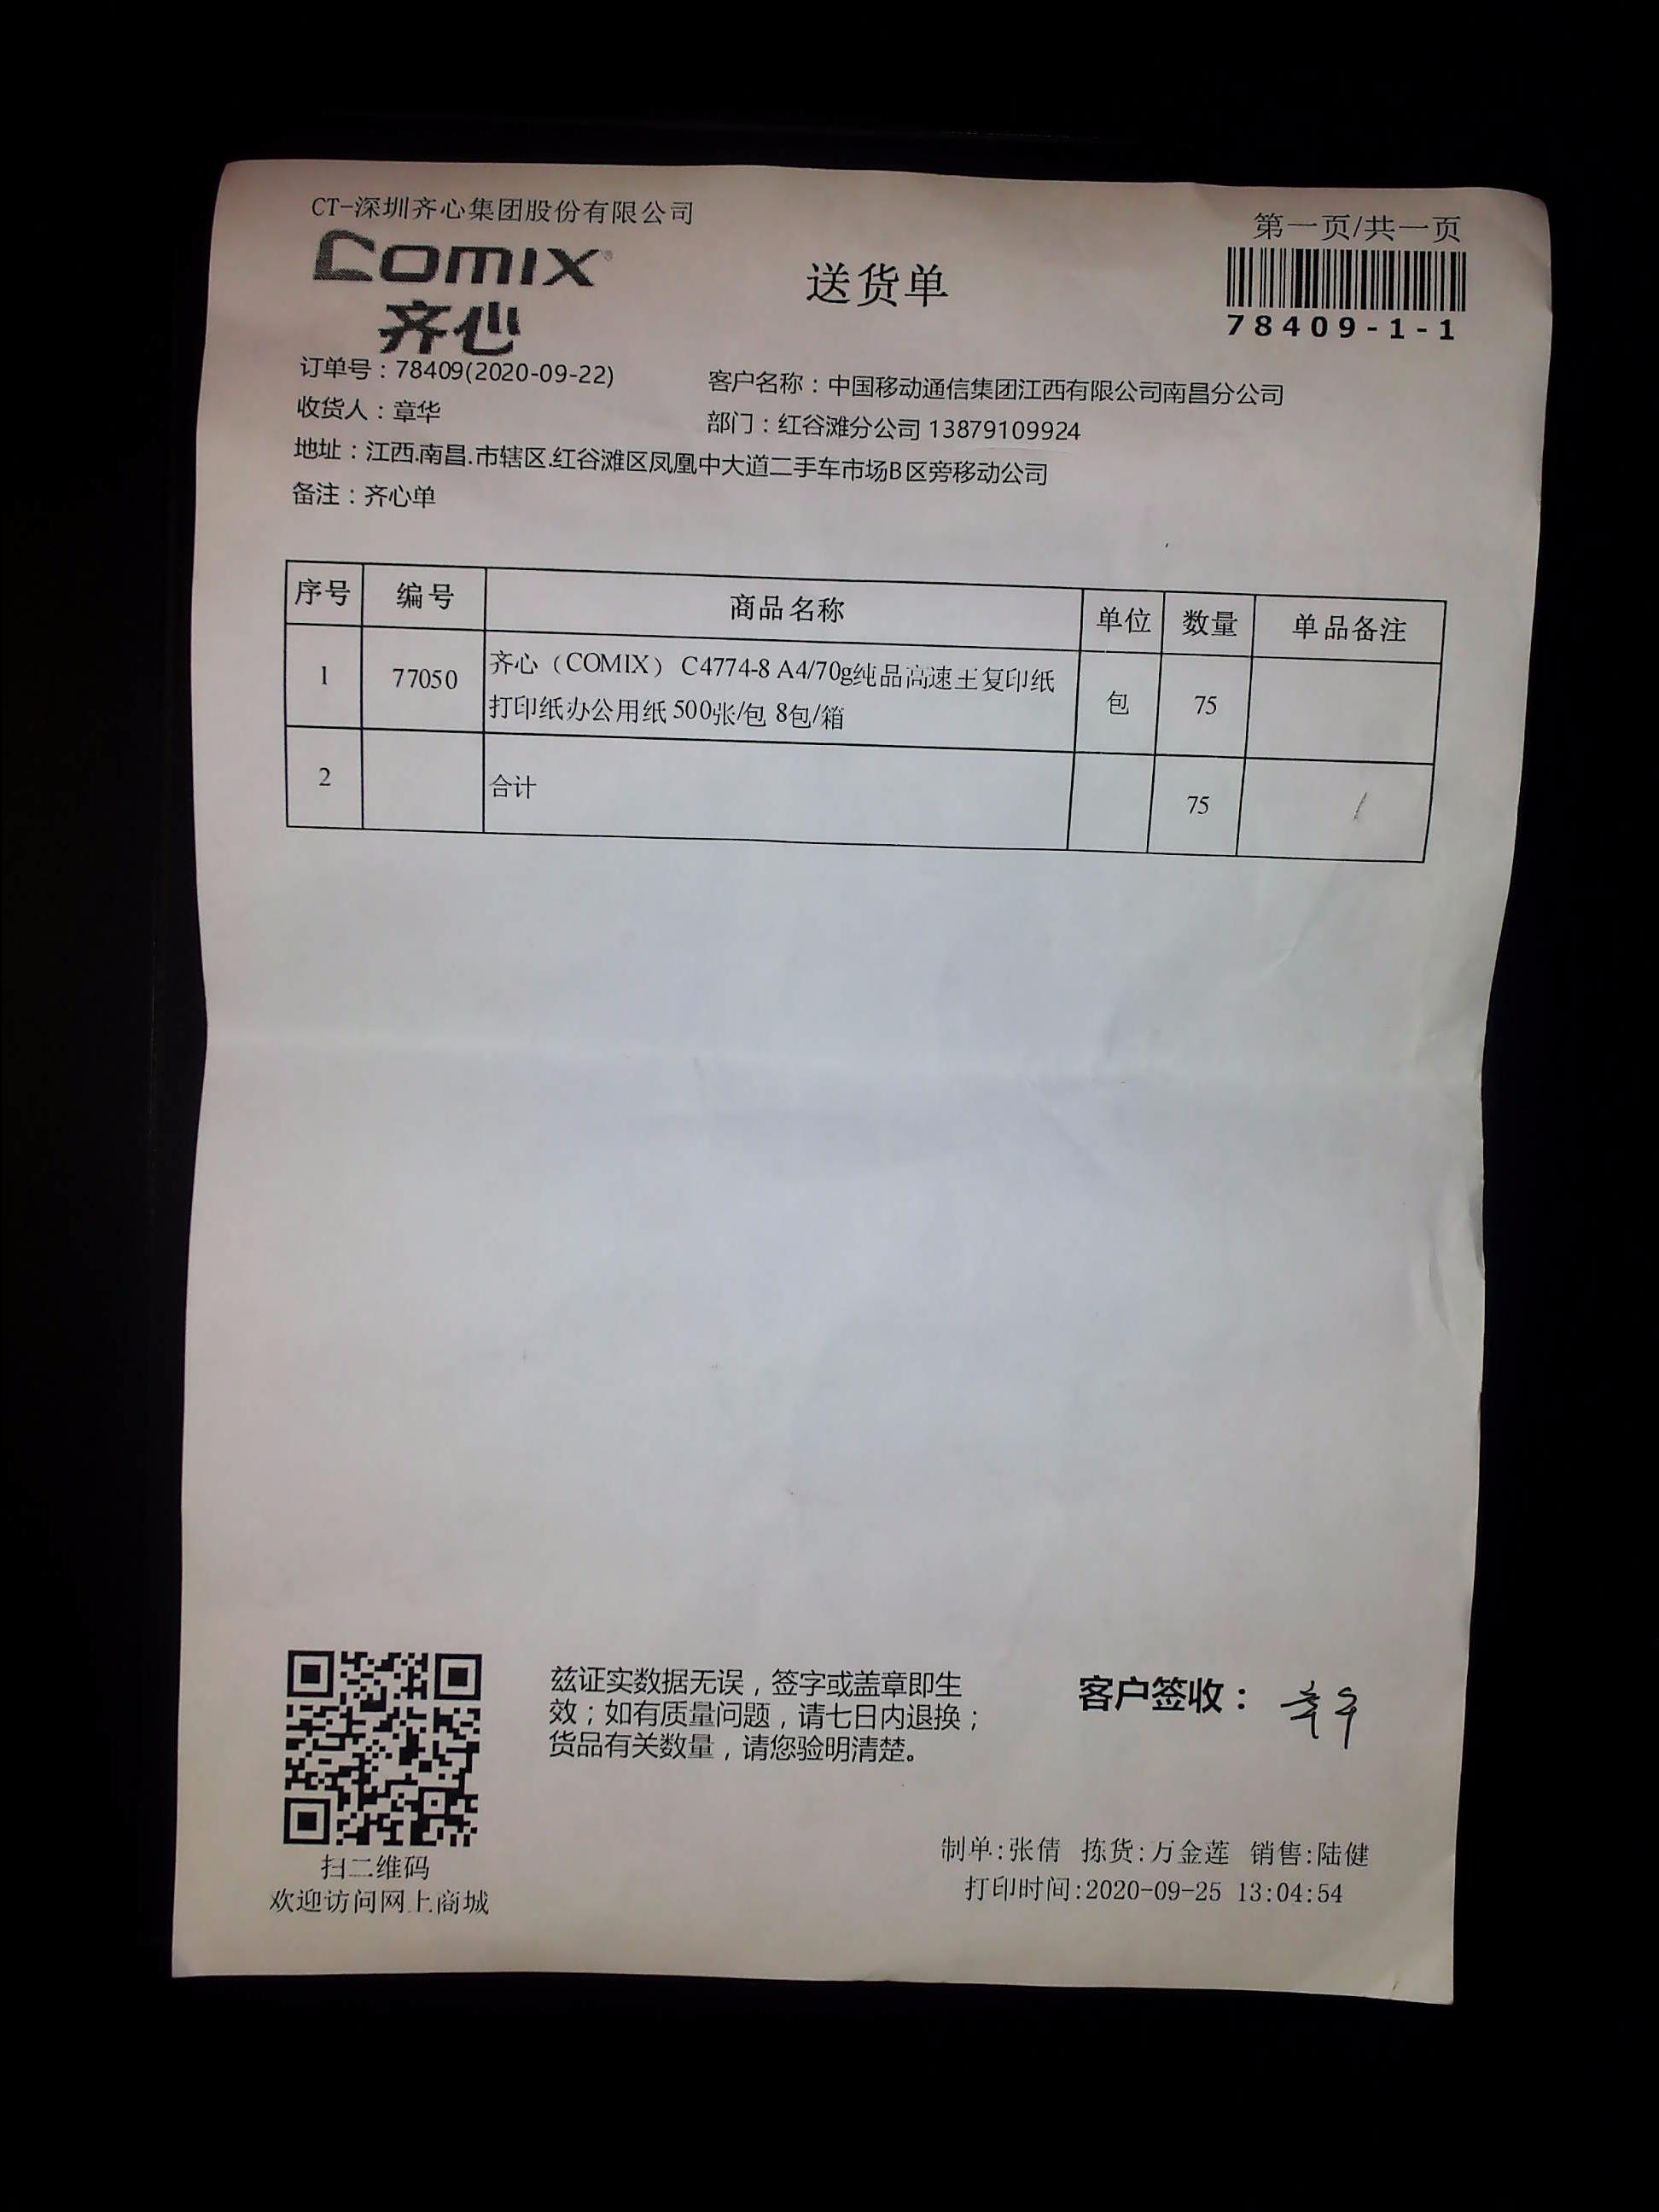 CT-深圳齐心集团股份有限公司
第一页/共一页
COMIX
齐心
送货单
78409-1-1
订单号：78409(2020-09-22)
客户名称：中国移动通信集团江西有限公司南昌分公司
收货人：章华
部门：红谷滩分公司 13879109924
地址：江西.南昌.市辖区.红谷滩区凤凰中大道二手车市场B区旁移动公司
备注：齐心单
序号 编号 商品名称 单位 数量 单品备注
1 77050 齐心（COMIX） C4774-8 A4/70g纯品高速王复印纸 包 75
打印纸办公用纸 500张/包 8包/箱
2 合计 75
兹证实数据无误，签字或盖章即生
效；如有质量问题，请七日内退换；
货品有关数量，请您验明清楚。
客户签收：
扫二维码
欢迎访问网上商城
制单:张倩 拣货:万金莲 销售:陆健
打印时间:2020-09-25 13:04:54